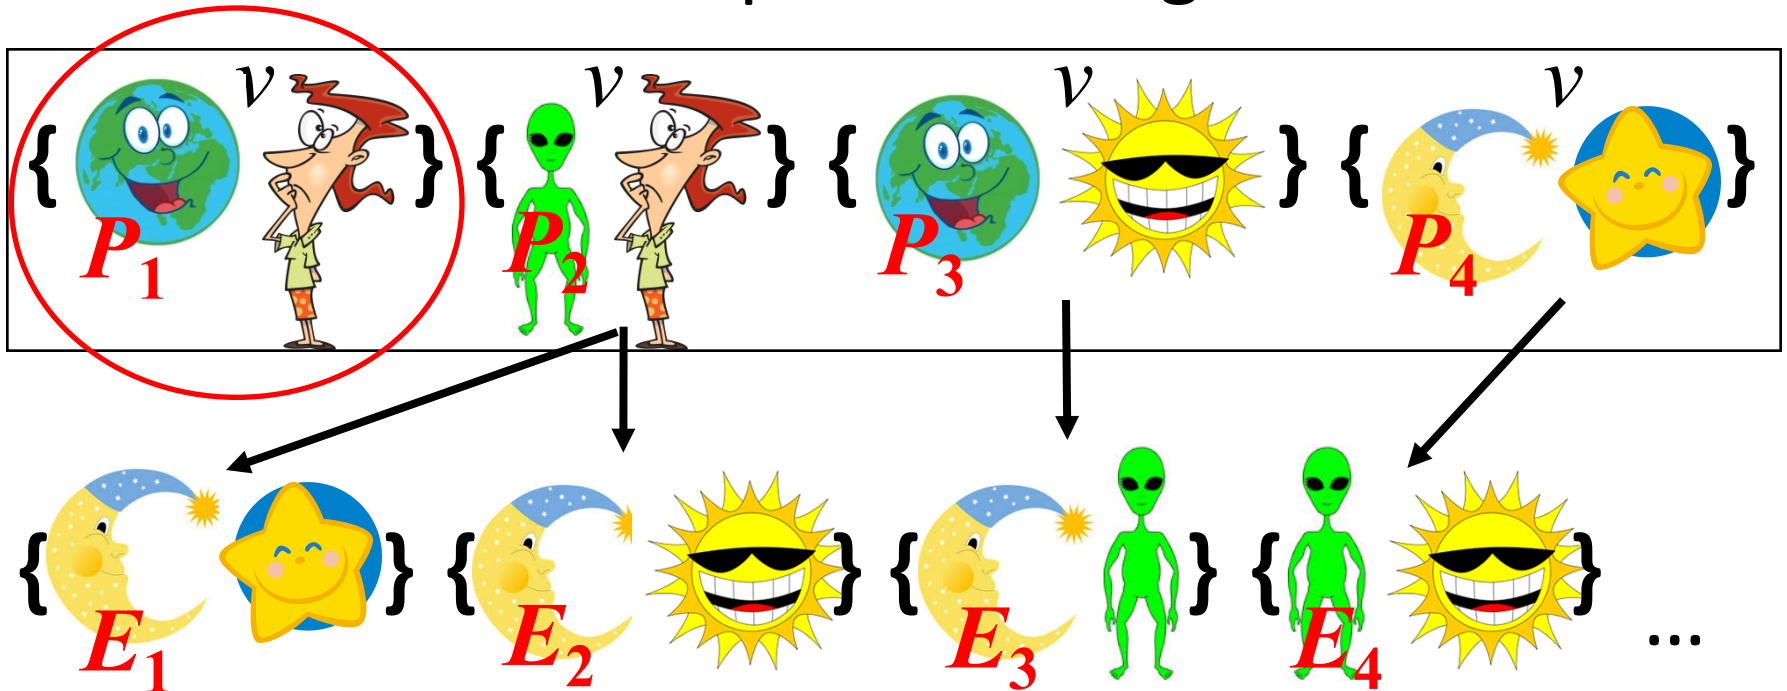 { v } { v } { v } { v }
P1 P2 P3 P4
{ } { } { } { } ...
E1 E2 E3 E4